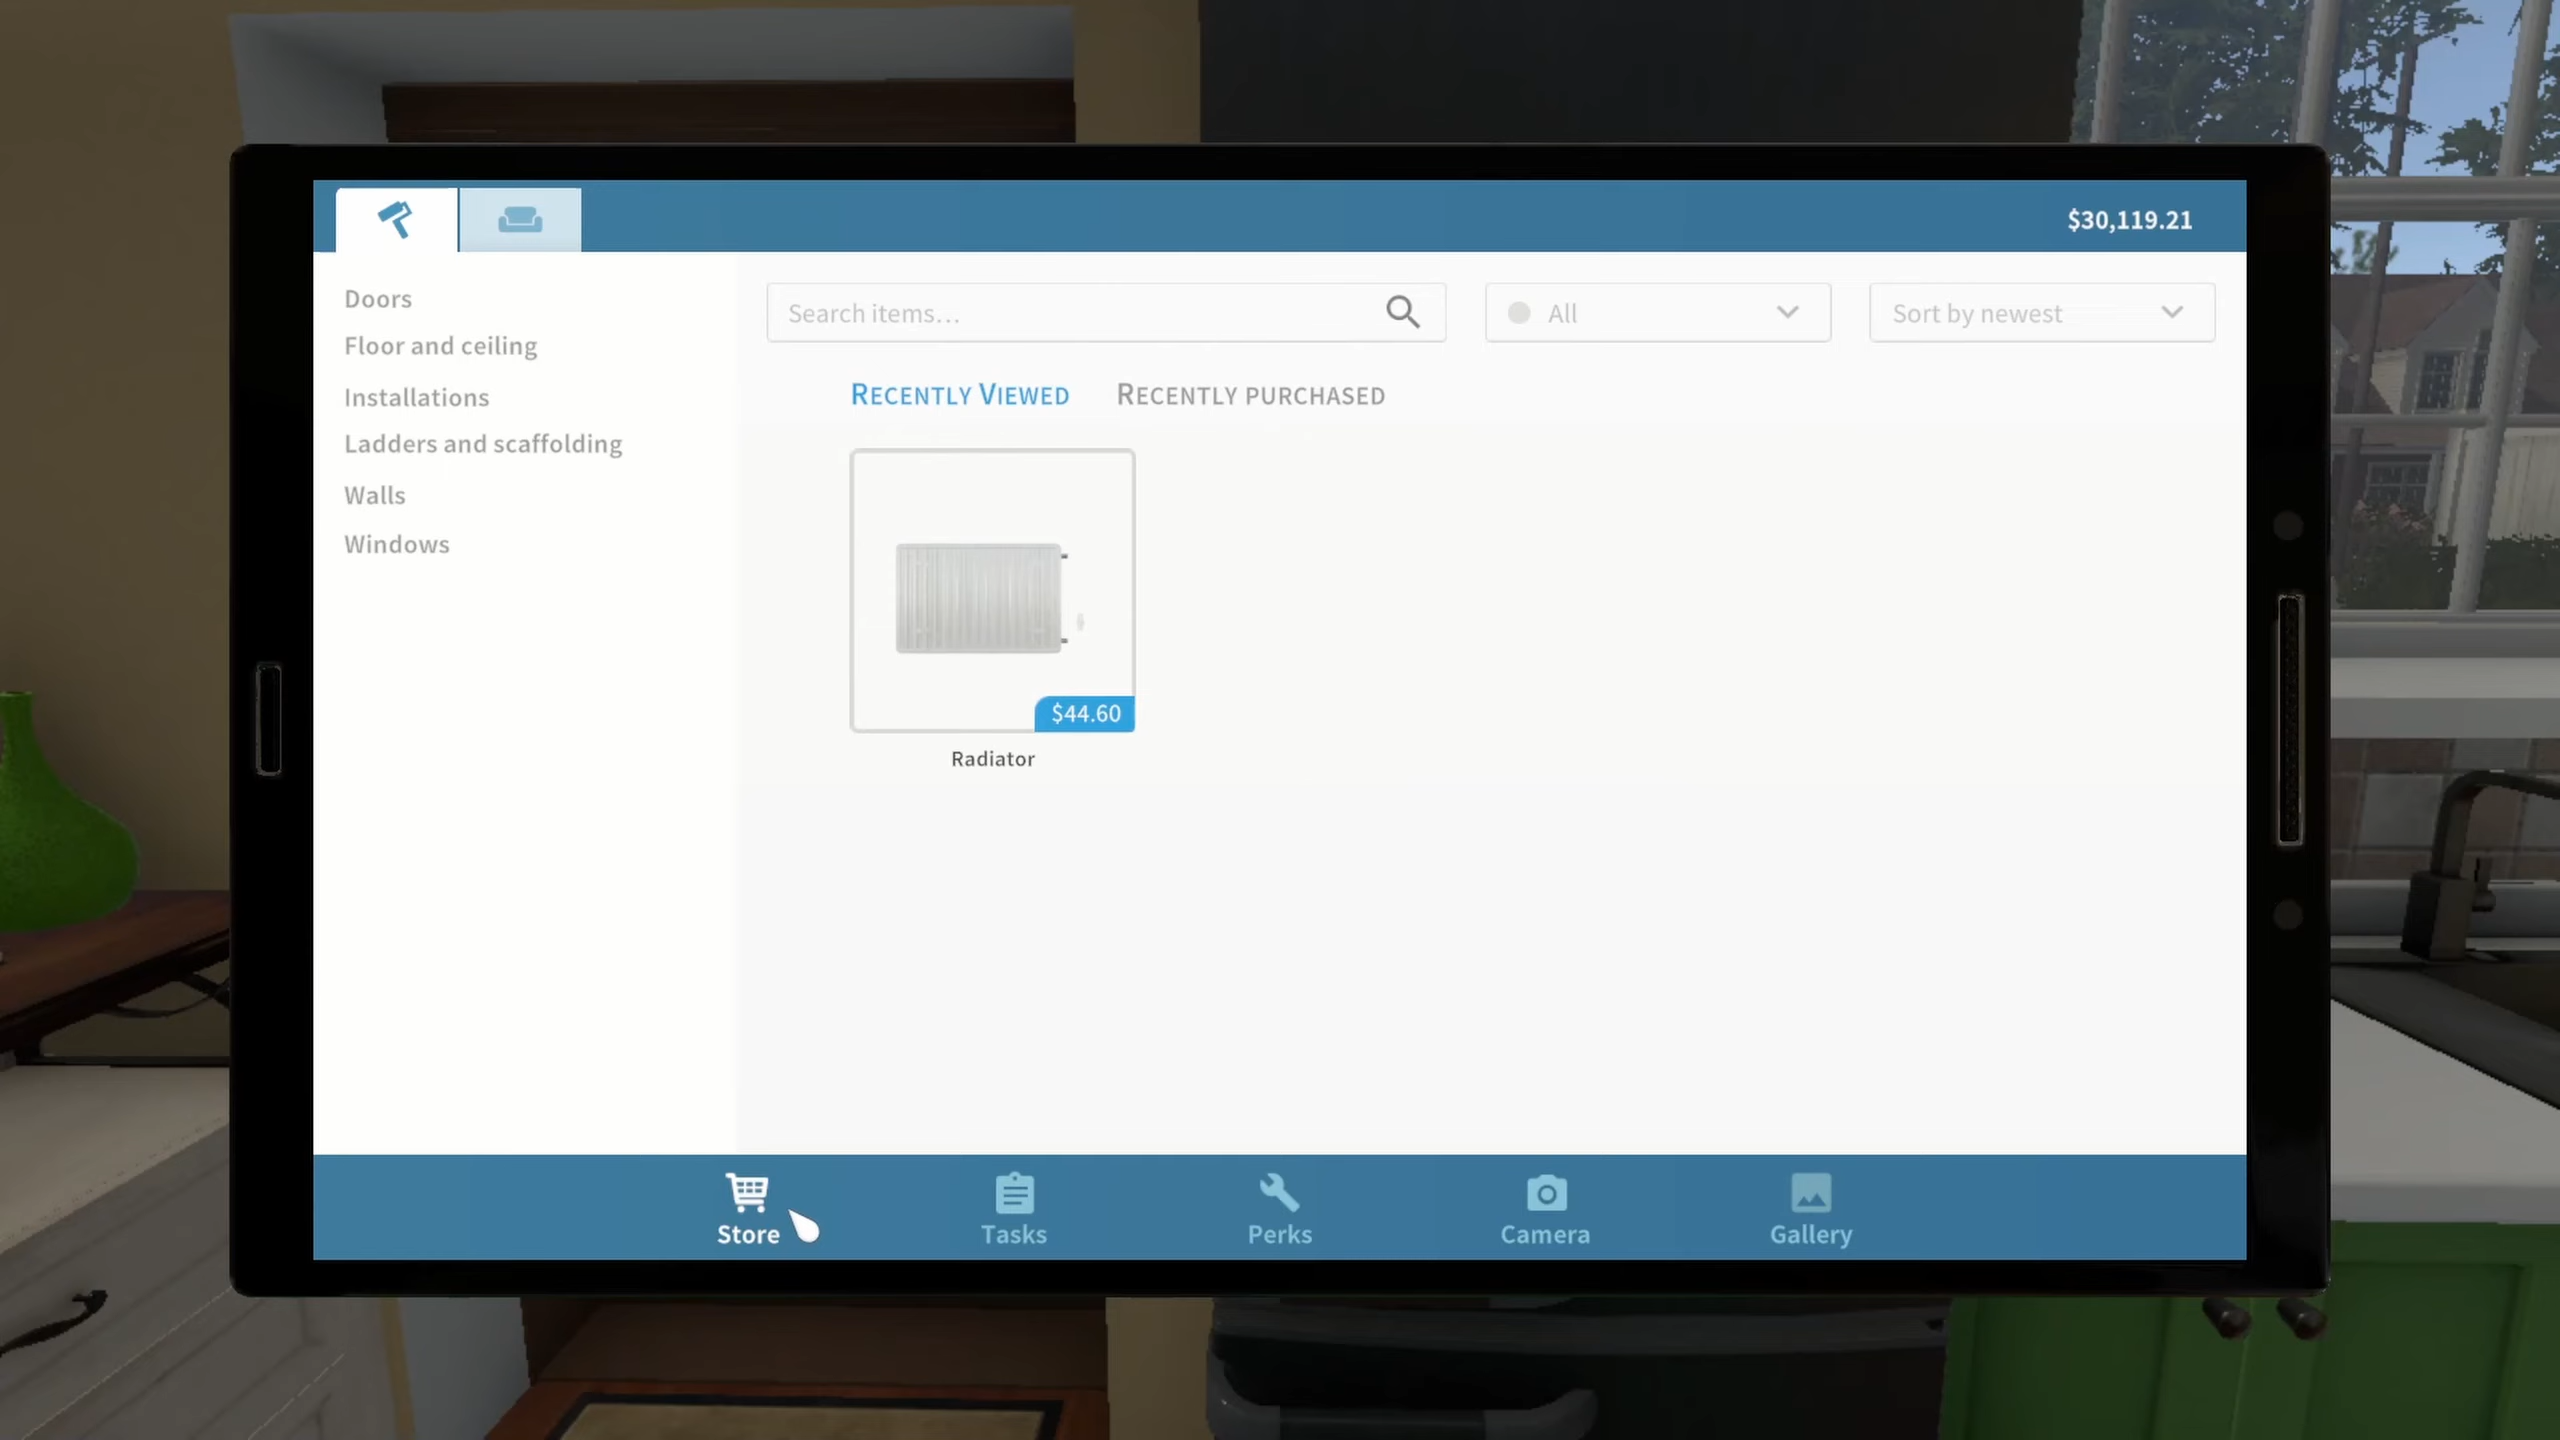 $30,119.21
Doors
Floor and ceiling
Installations
Ladders and scaffolding
Walls
Windows
Search items...
All
Sort by newest
RECENTLY VIEWED
RECENTLY PURCHASED
$44.60
Radiator
Store
Tasks
Perks
Camera
Gallery